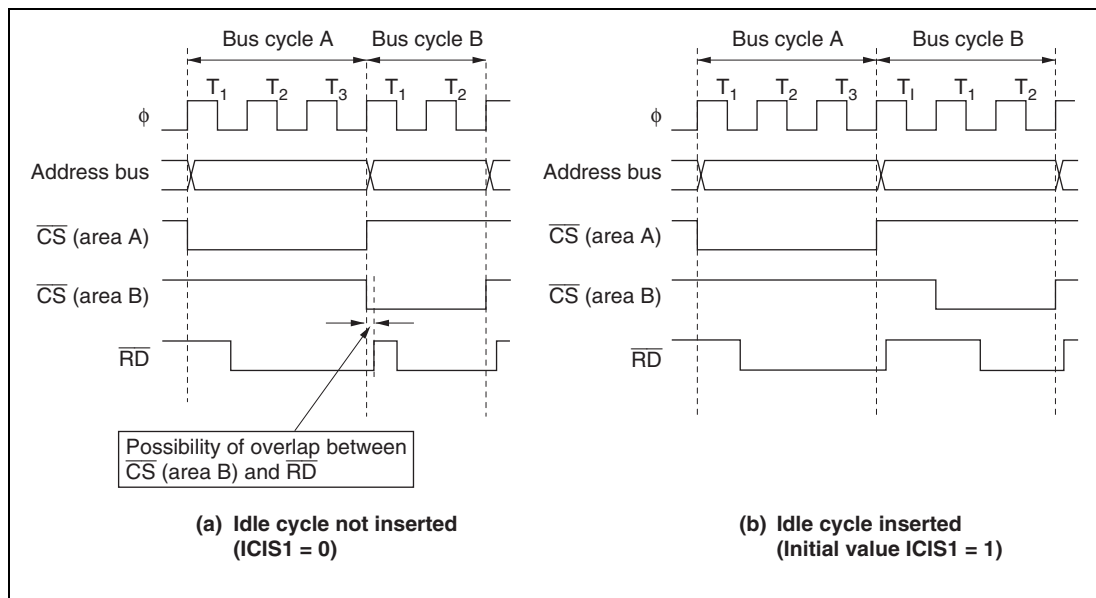 Bus cycle A Bus cycle B
T1 T2 T3 T1 T2
ϕ
Address bus
CS (area A)
CS (area B)
RD
Possibility of overlap between
CS (area B) and RD
(a) Idle cycle not inserted
(ICIS1 = 0)
Bus cycle A Bus cycle B
T1 T2 T3 TI T1 T2
ϕ
Address bus
CS (area A)
CS (area B)
RD
(b) Idle cycle inserted
(Initial value ICIS1 = 1)